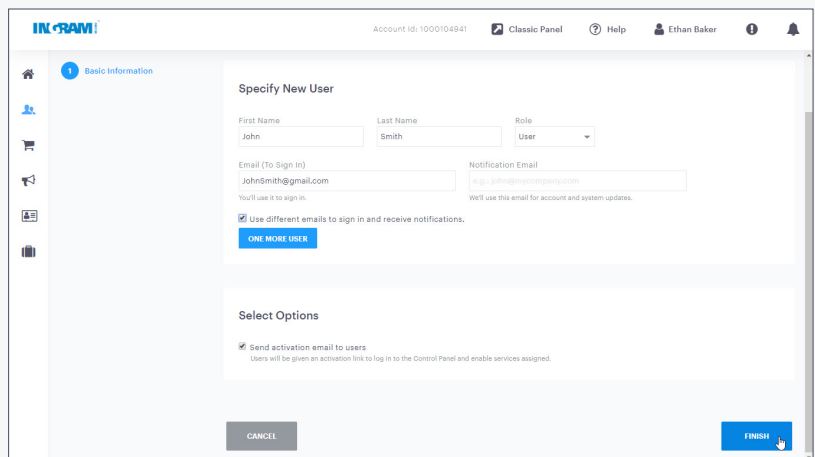 INGRAM
Account Id: 1000104941
Classic Panel
Help
Ethan Baker
1 Basic Information
Specify New User
First Name
Last Name
Role
John
Smith
User
Email (To Sign In)
Notification Email
JohnSmith@gmail.com
e.g.: john@mycompany.com
You'll use it to sign in.
We'll use this email for account and system updates.
Use different emails to sign in and receive notifications.
ONE MORE USER
Select Options
Send activation email to users
Users will be given an activation link to log in to the Control Panel and enable services assigned.
CANCEL
FINISH